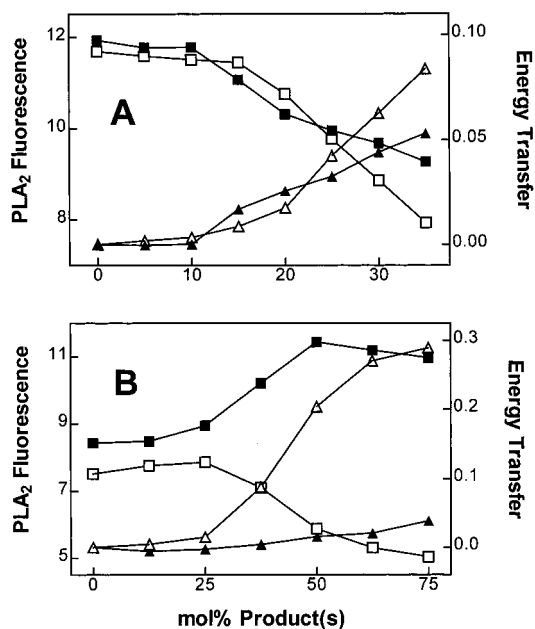 12
10
8
PLA2 Fluorescence
A
0.10
0.05
0.00
Energy Transfer
0 10 20 30
11
9
7
5
PLA2 Fluorescence
B
0.3
0.2
0.1
0.0
Energy Transfer
0 25 50 75
mol% Product(s)